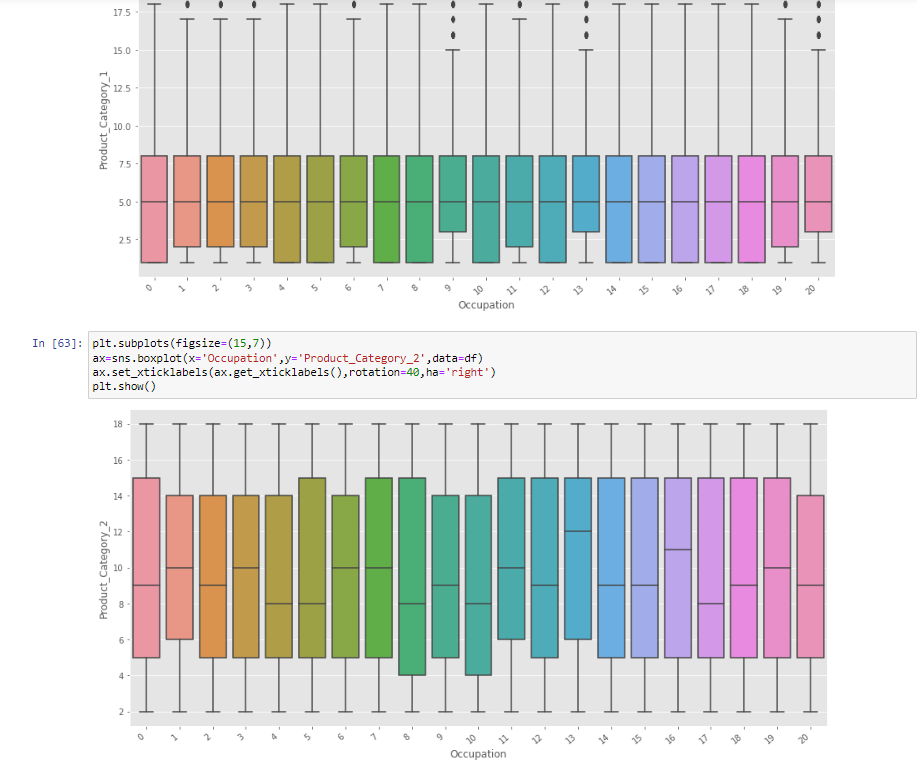 17.5
15.0
12.5
10.0
7.5
5.0
2.5
Product_Category_1
0 1 2 3 4 5 6 7 8 9 10 11 12 13 14 15 16 17 18 19 20
Occupation
In [63]: plt.subplots(figsize=(15,7))
ax=sns.boxplot(x='Occupation',y='Product_Category_2',data=df)
ax.set_xticklabels(ax.get_xticklabels(),rotation=40,ha='right')
plt.show()
18
16
14
12
10
8
6
4
2
Product_Category_2
0 1 2 3 4 5 6 7 8 9 10 11 12 13 14 15 16 17 18 19 20
Occupation